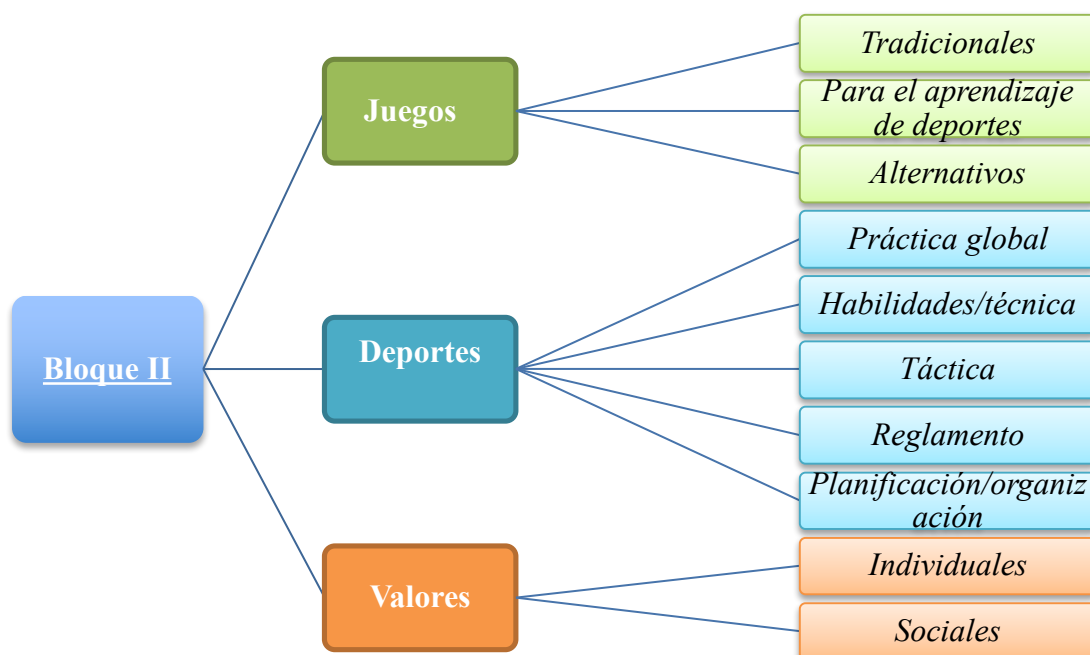 Bloque II
Juegos
Tradicionales
Para el aprendizaje
de deportes
Alternativos
Deportes
Práctica global
Habilidades/técnica
Táctica
Reglamento
Planificación/organiz
ación
Valores
Individuales
Sociales